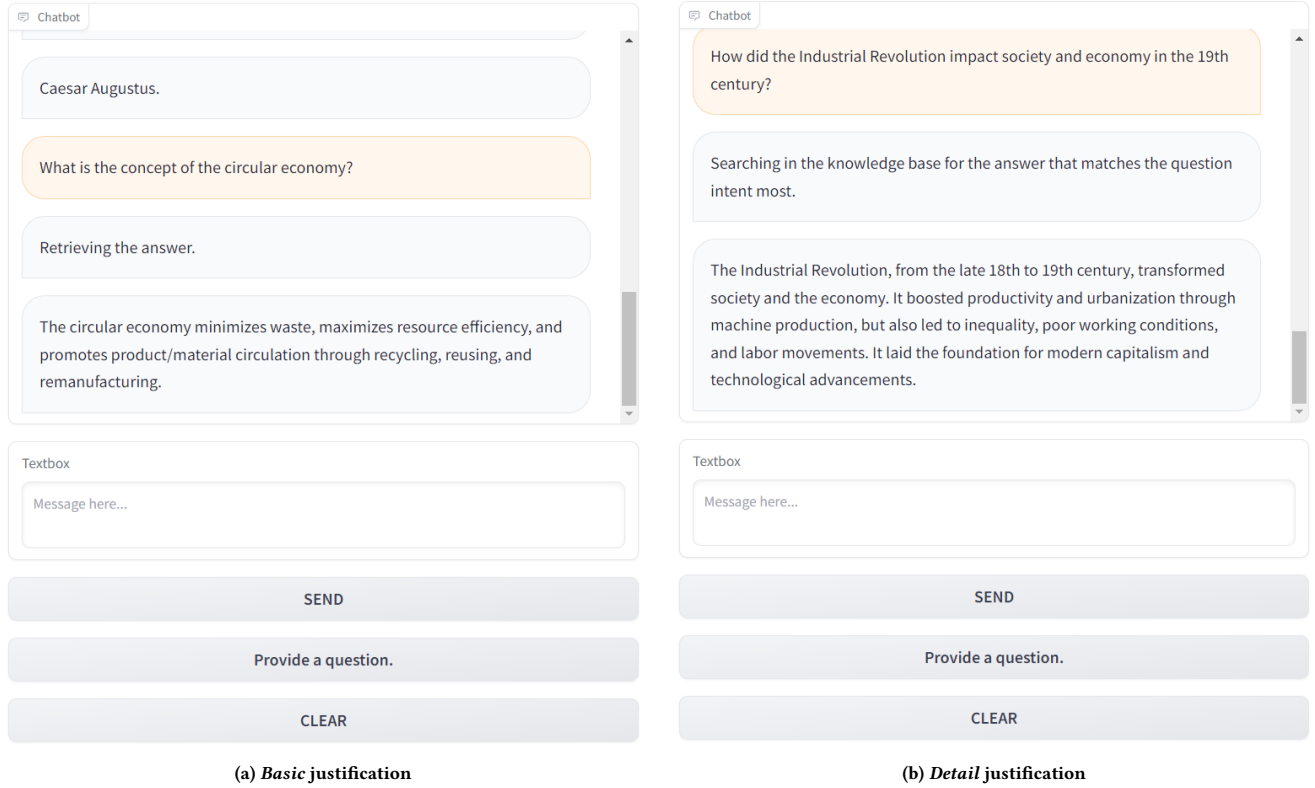 Chatbot
Caesar Augustus.
What is the concept of the circular economy?
Retrieving the answer.
The circular economy minimizes waste, maximizes resource efficiency, and
promotes product/material circulation through recycling, reusing, and
remanufacturing.
Textbox
Message here...
SEND
Provide a question.
CLEAR
(a) Basic justification
Chatbot
How did the Industrial Revolution impact society and economy in the 19th
century?
Searching in the knowledge base for the answer that matches the question
intent most.
The Industrial Revolution, from the late 18th to 19th century, transformed
society and the economy. It boosted productivity and urbanization through
machine production, but also led to inequality, poor working conditions,
and labor movements. It laid the foundation for modern capitalism and
technological advancements.
Textbox
Message here...
SEND
Provide a question.
CLEAR
(b) Detail justification